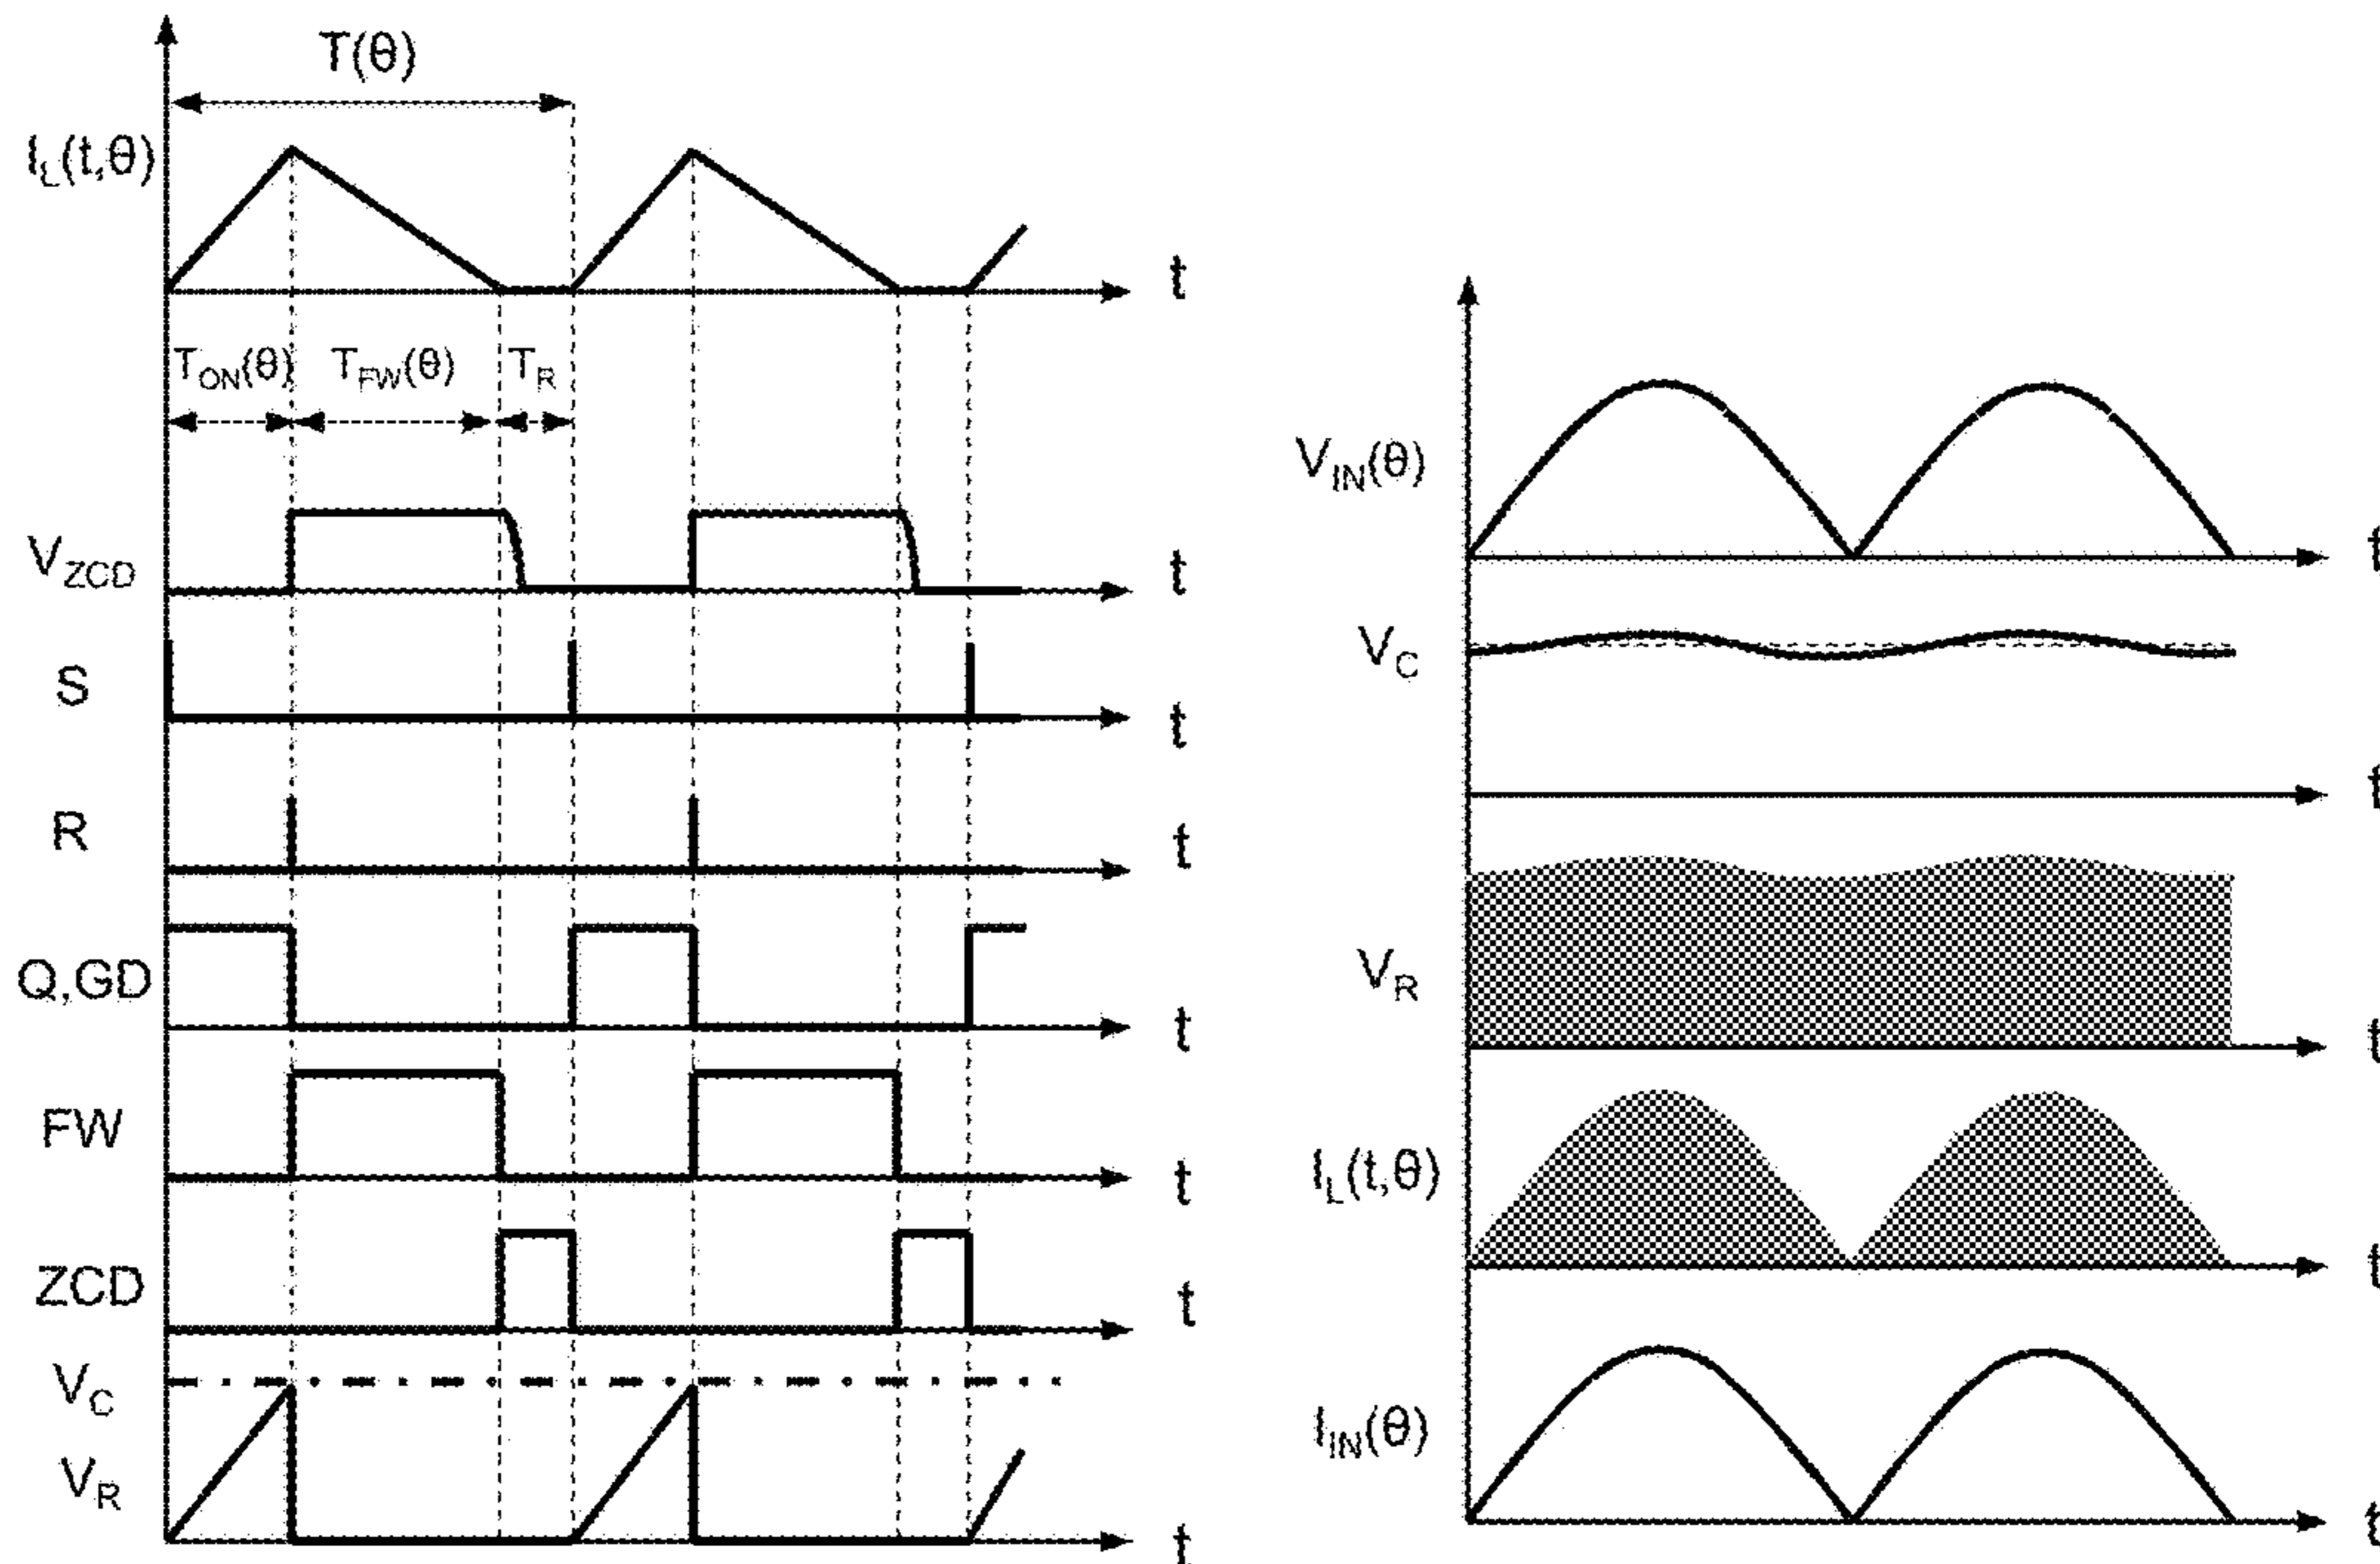 T(θ)
I_L(t,θ)
t
T_ON(θ) T_FW(θ) T_R
V_ZCD
t
S
t
R
t
Q,GD
t
FW
t
ZCD
t
V_C
V_R
t
V_IN(θ)
t
V_C
t
V_R
t
I_L(t,θ)
t
I_IN(θ)
t